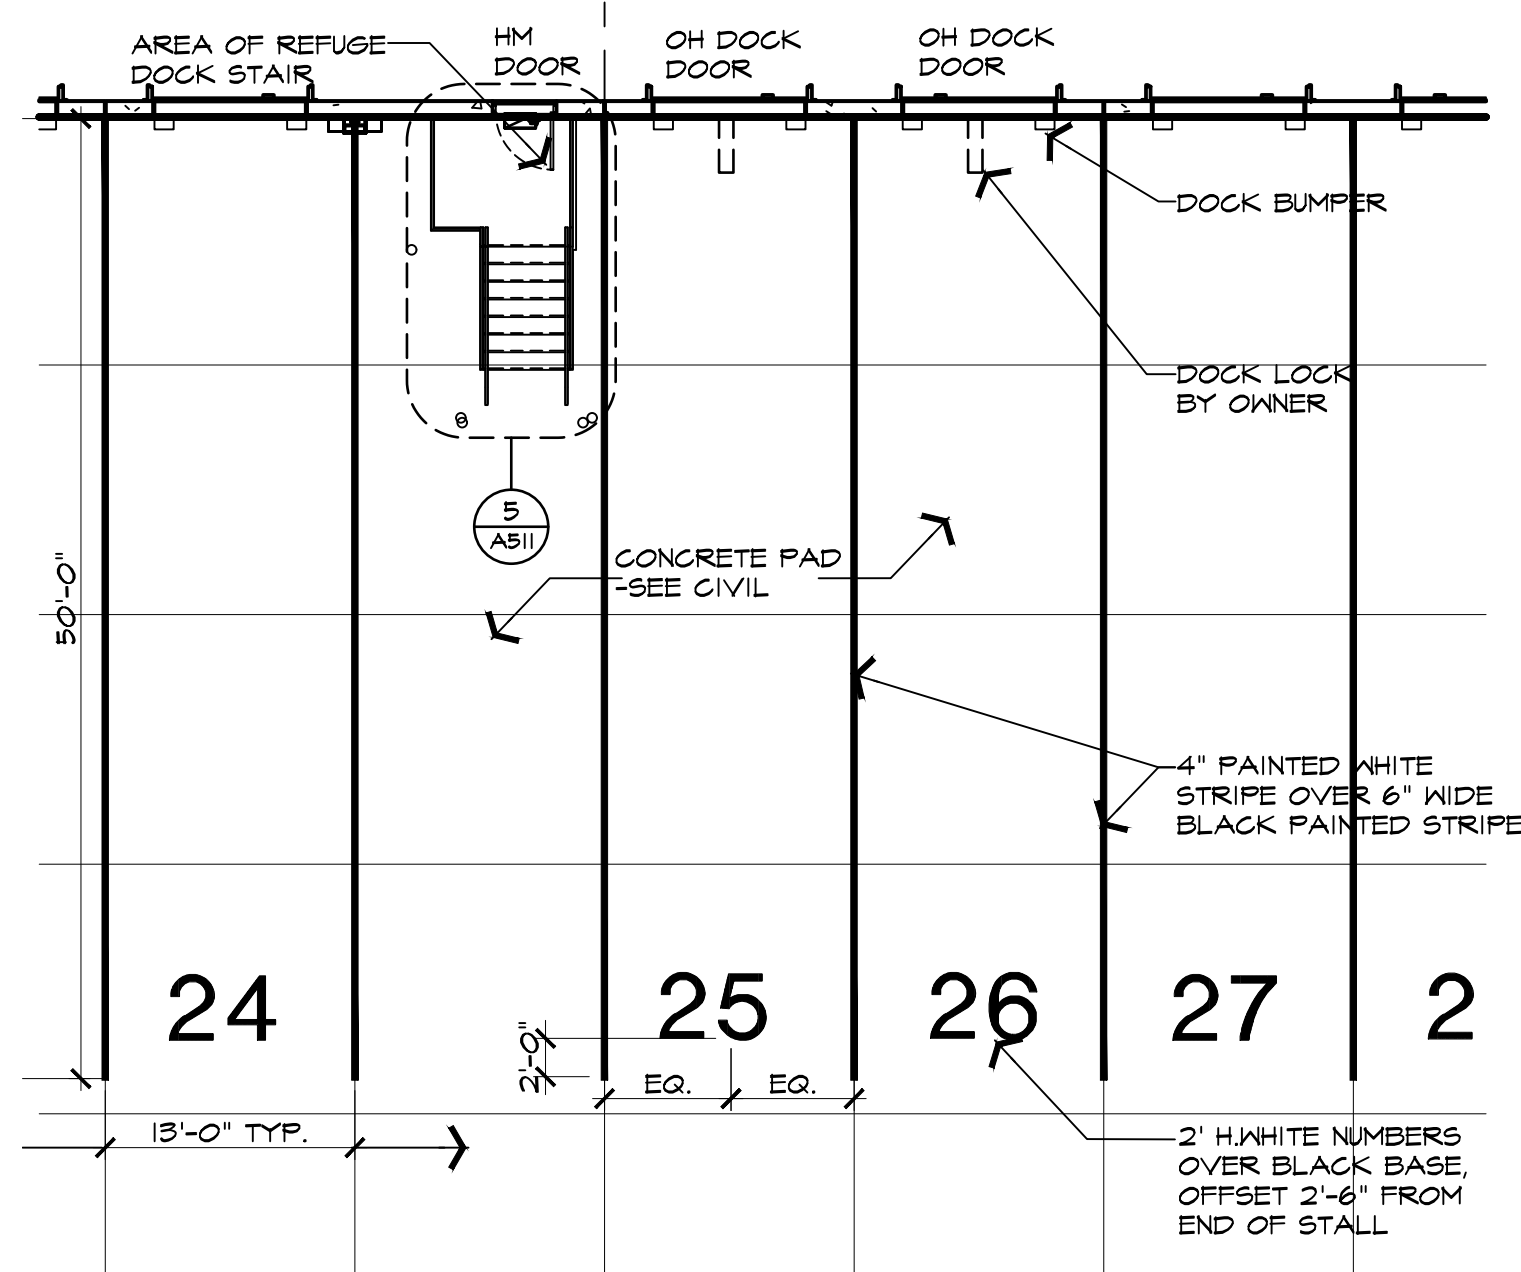 AREA OF REFUGE
DOCK STAIR
HM
DOOR
OH DOCK
DOOR
OH DOCK
DOOR
DOCK BUMPER
DOCK LOCK
BY OWNER
5
A511
CONCRETE PAD
-SEE CIVIL
50'-0"
4" PAINTED WHITE
STRIPE OVER 6" WIDE
BLACK PAINTED STRIPE
24
25
26
27
2
2'-0"
EQ.
EQ.
13'-0" TYP.
2' H.WHITE NUMBERS
OVER BLACK BASE,
OFFSET 2'-6" FROM
END OF STALL